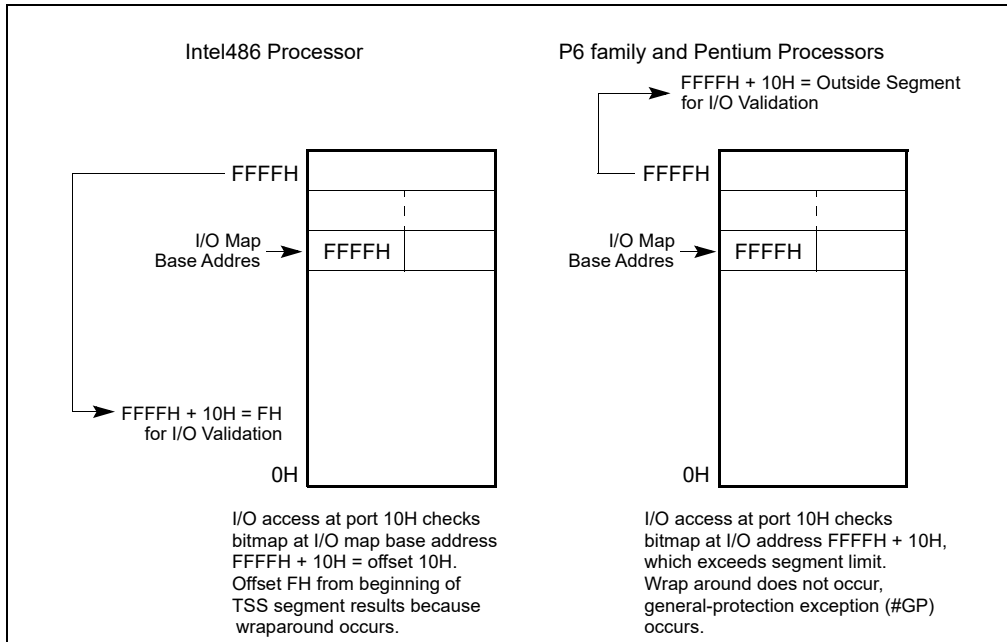 Intel486 Processor
FFFFH
I/O Map
Base Addres
FFFFH
FFFFH + 10H = FH
for I/O Validation
0H
I/O access at port 10H checks
bitmap at I/O map base address
FFFFH + 10H = offset 10H.
Offset FH from beginning of
TSS segment results because
wraparound occurs.
P6 family and Pentium Processors
FFFFH + 10H = Outside Segment
for I/O Validation
FFFFH
I/O Map
Base Addres
FFFFH
0H
I/O access at port 10H checks
bitmap at I/O address FFFFH + 10H,
which exceeds segment limit.
Wrap around does not occur,
general-protection exception (#GP)
occurs.